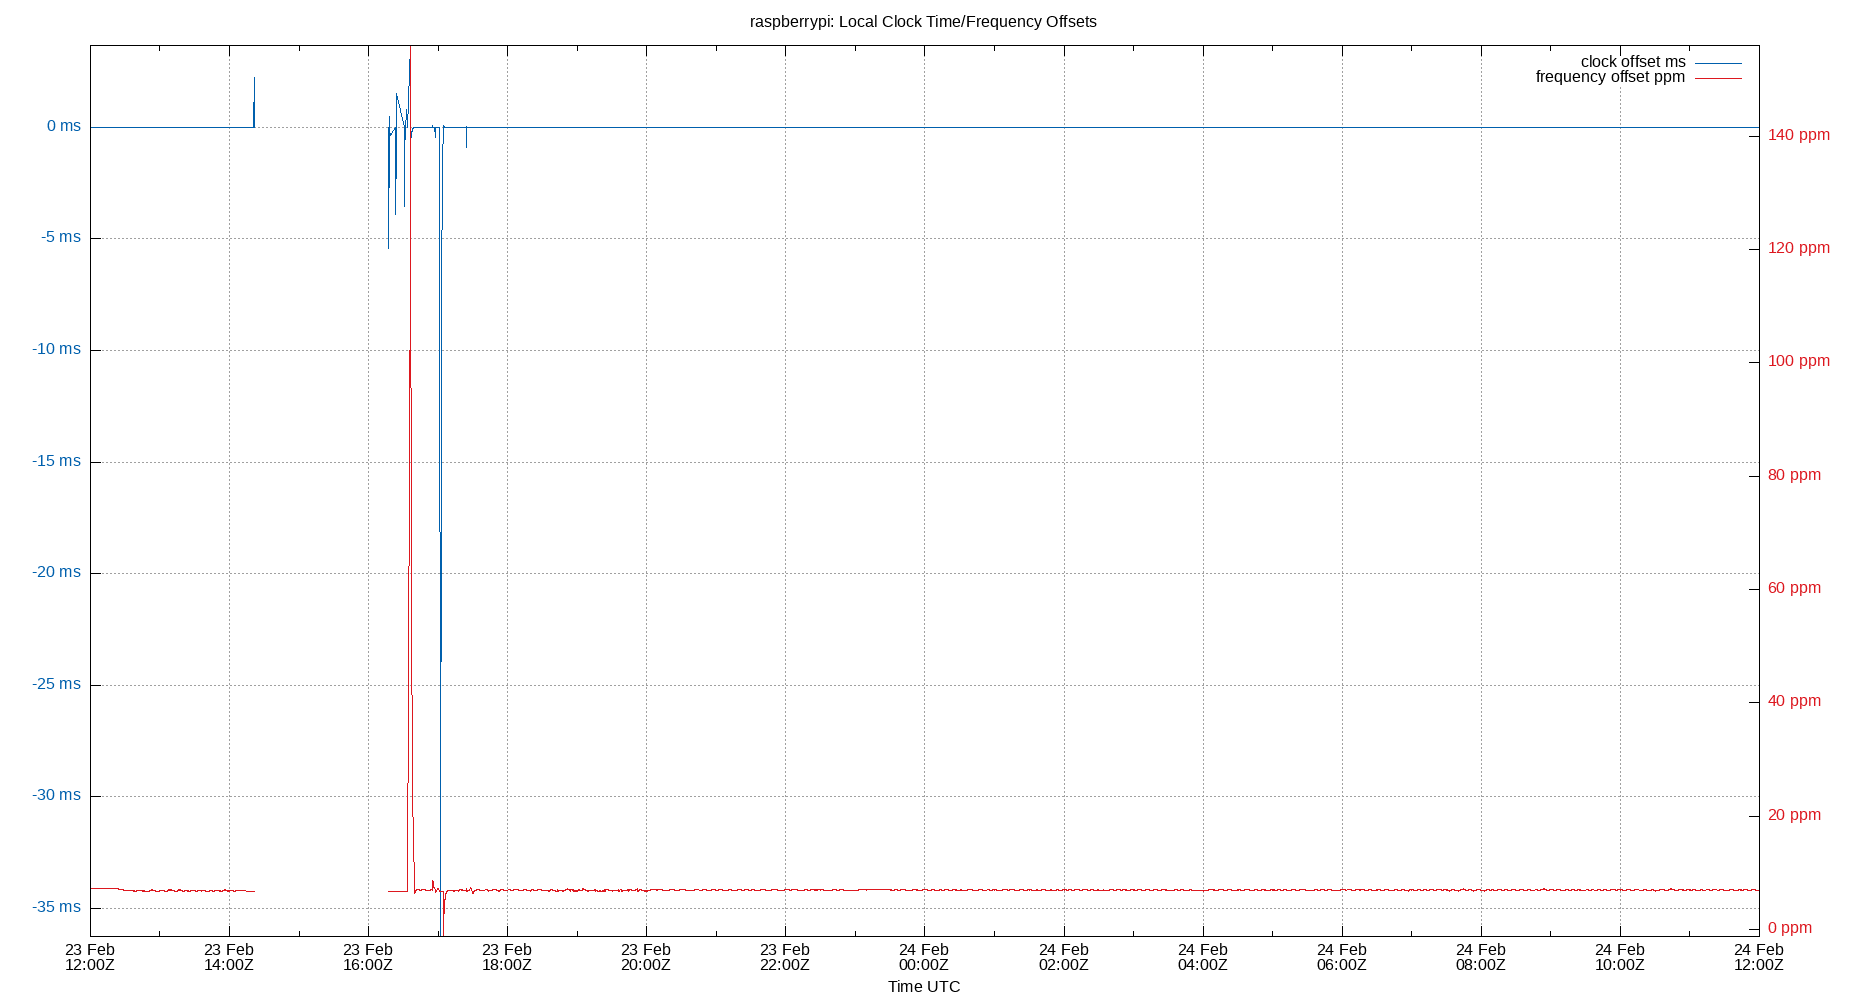 raspberrypi: Local Clock Time/Frequency Offsets
clock offset ms
frequency offset ppm
0 ms
-5 ms
-10 ms
-15 ms
-20 ms
-25 ms
-30 ms
-35 ms
140 ppm
120 ppm
100 ppm
80 ppm
60 ppm
40 ppm
20 ppm
0 ppm
23 Feb 23 Feb 23 Feb 23 Feb 23 Feb 23 Feb 24 Feb 24 Feb 24 Feb 24 Feb 24 Feb 24 Feb 24 Feb
12:00Z 14:00Z 16:00Z 18:00Z 20:00Z 22:00Z 00:00Z 02:00Z 04:00Z 06:00Z 08:00Z 10:00Z 12:00Z
Time UTC